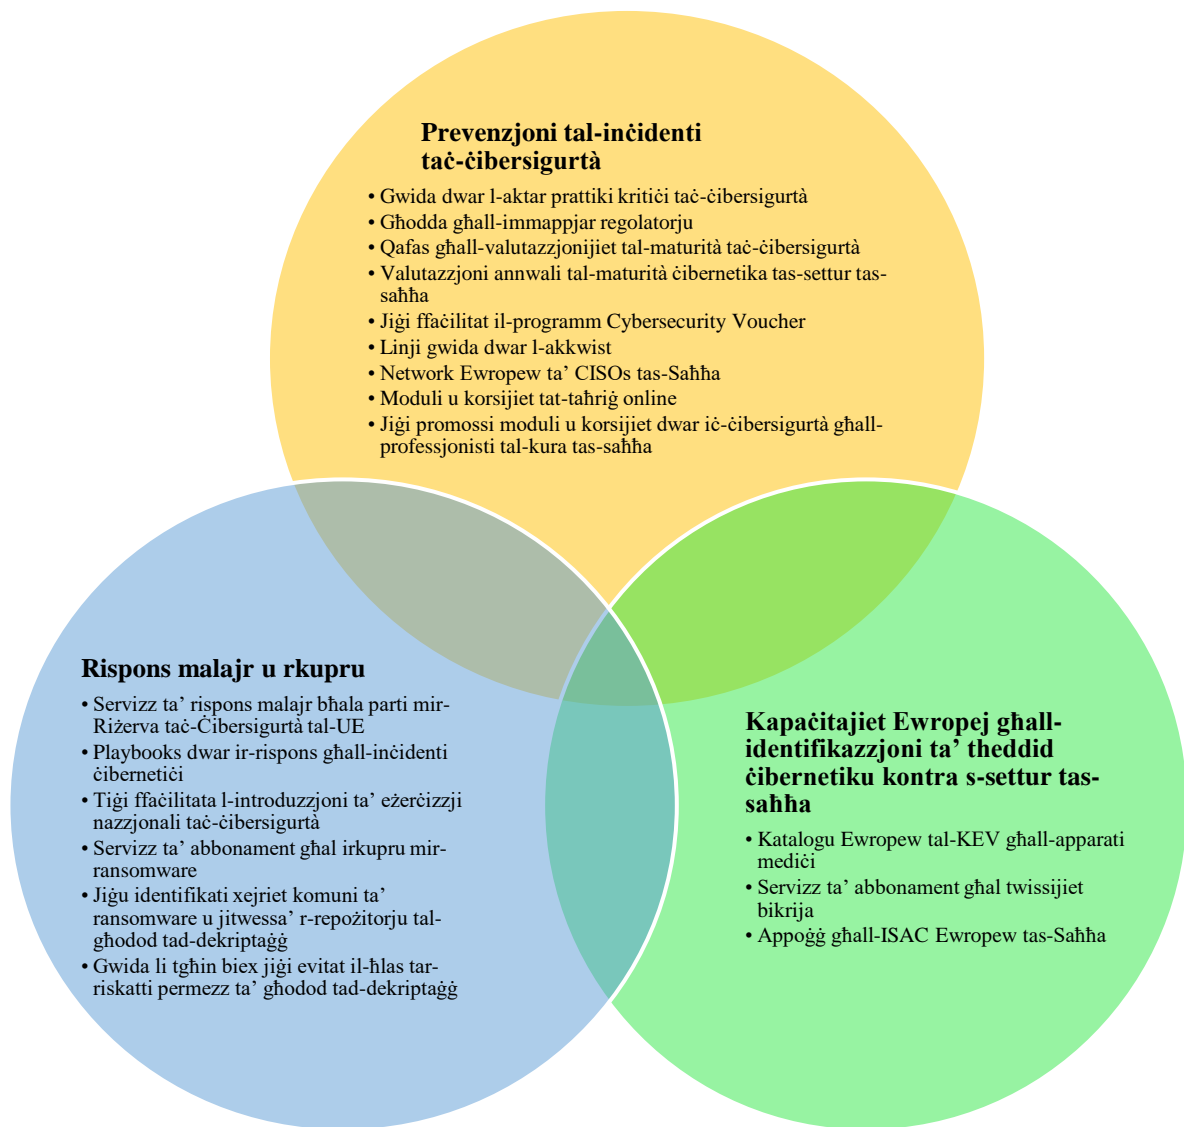 Prevenzjoni tal-inċidenti
taċ-ċibersigurtà
• Gwida dwar l-aktar prattiki kritiċi taċ-ċibersigurtà
• Għodda għall-immappjar regolatorju
• Qafas għall-valutazzjonijiet tal-maturità taċ-ċibersigurtà
• Valutazzjoni annwali tal-maturità ċibernetika tas-settur tas-
saħħa
• Jiġi ffaċilitat il-programm Cybersecurity Voucher
• Linji gwida dwar l-akkwist
• Network Ewropew ta’ CISOs tas-Saħħa
• Moduli u korsijiet tat-taħriġ online
• Jiġi promossi moduli u korsijiet dwar iċ-ċibersigurtà għall-
professjonisti tal-kura tas-saħħa
Rispons malajr u rkupru
• Servizz ta’ rispons malajr bħala parti mir-
Riżerva taċ-Ċibersigurtà tal-UE
• Playbooks dwar ir-rispons għall-inċidenti
ċibernetiċi
• Tiġi ffaċilitata l-introduzzjoni ta’ eżerċizzji
nazzjonali taċ-ċibersigurtà
• Servizz ta’ abbonament għal irkupru mir-
ransomware
• Jiġu identifikati xejriet komuni ta’
ransomware u jitwessa’ r-repożitorju tal-
għodod tad-dekriptaġġ
• Gwida li tgħin biex jiġi evitat il-ħlas tar-
riskatti permezz ta’ għodod tad-dekriptaġġ
Kapaċitajiet Ewropej għall-
identifikazzjoni ta’ theddid
ċibernetiku kontra s-settur tas-
saħħa
• Katalogu Ewropew tal-KEV għall-apparati
mediċi
• Servizz ta’ abbonament għal twissijiet
bikrija
• Appoġġ għall-ISAC Ewropew tas-Saħħa